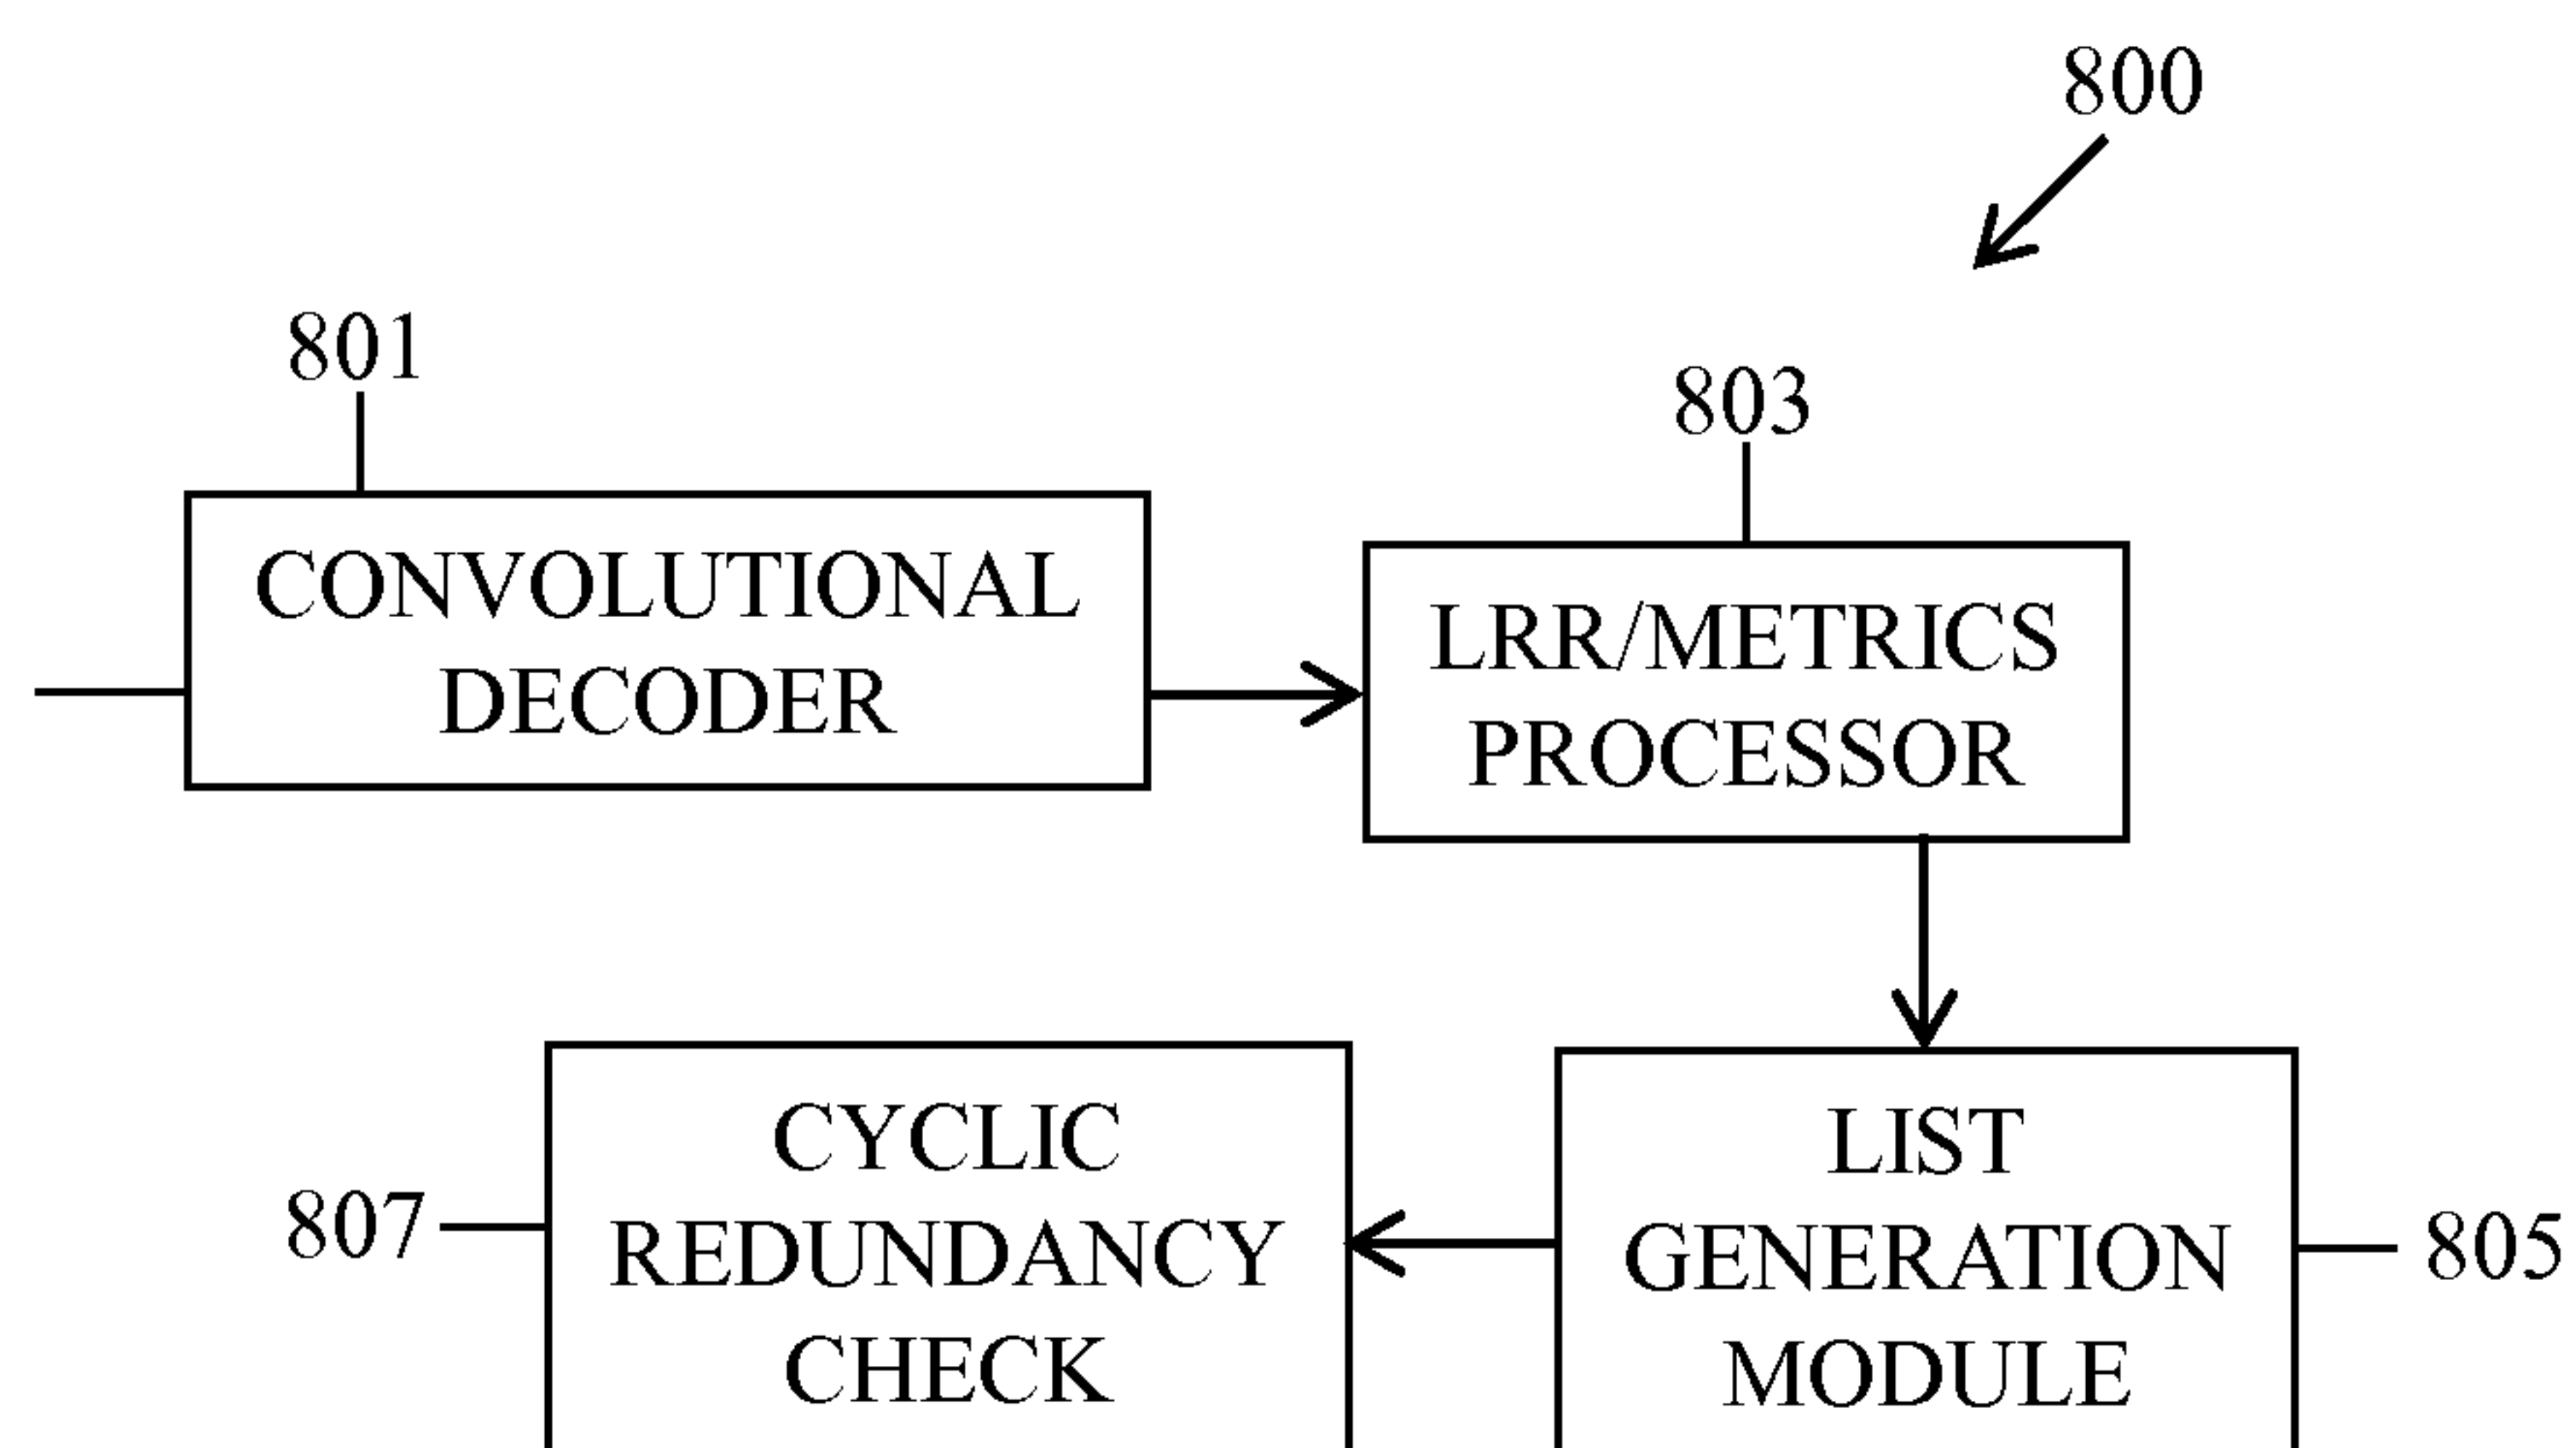 800
801
803
CONVOLUTIONAL
DECODER
LRR/METRICS
PROCESSOR
CYCLIC
REDUNDANCY
CHECK
807
LIST
GENERATION
MODULE
805